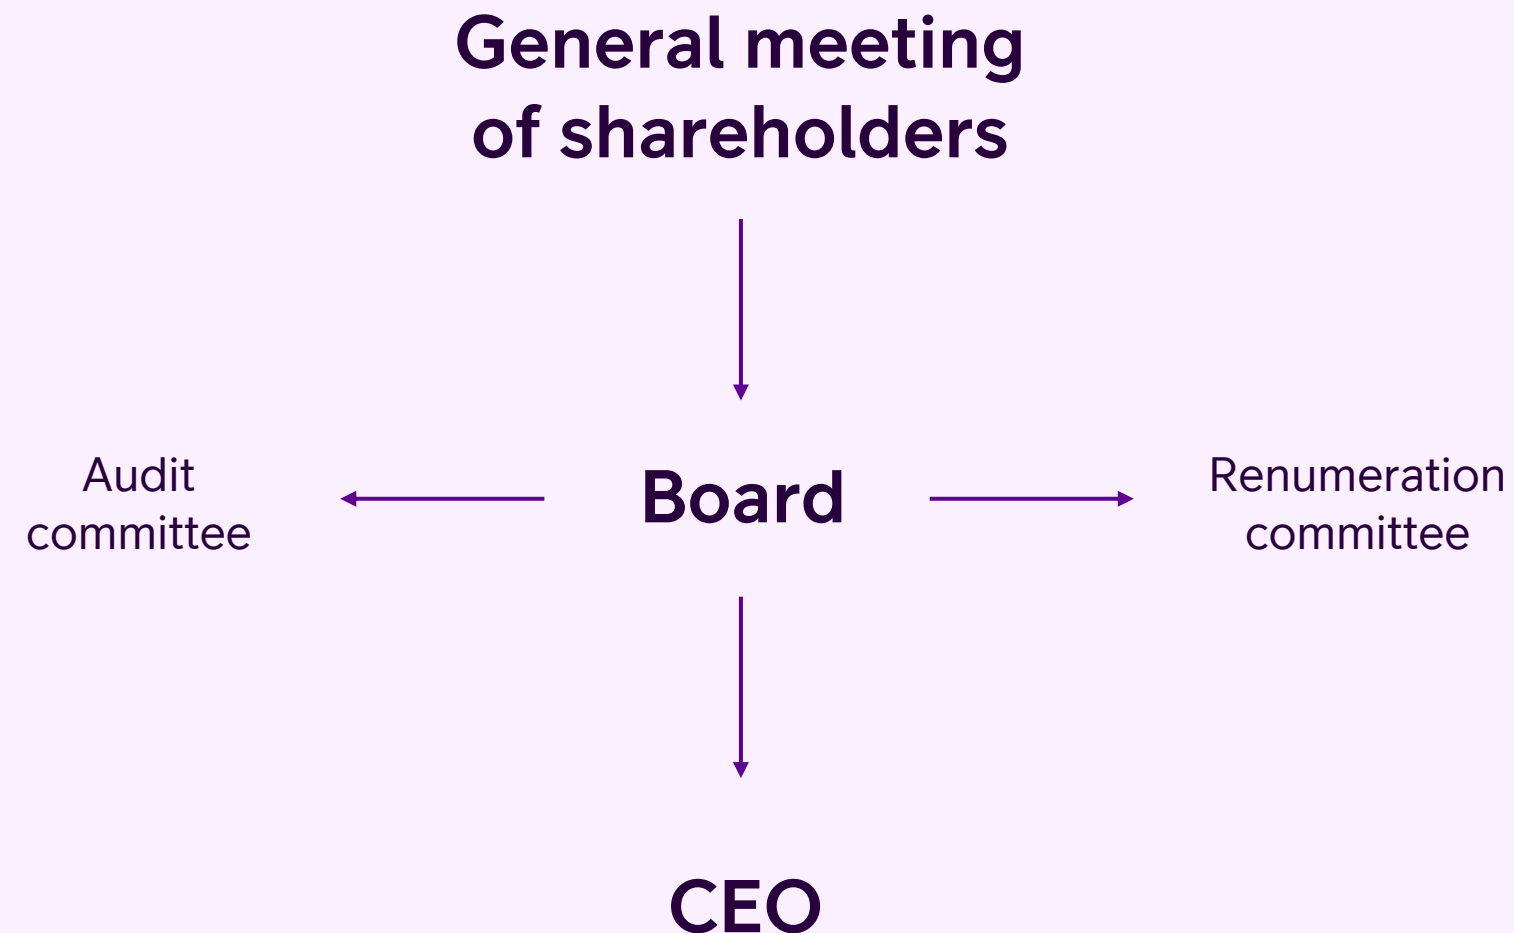 General meeting
of shareholders
Audit
committee
Board
Renumeration
committee
CEO